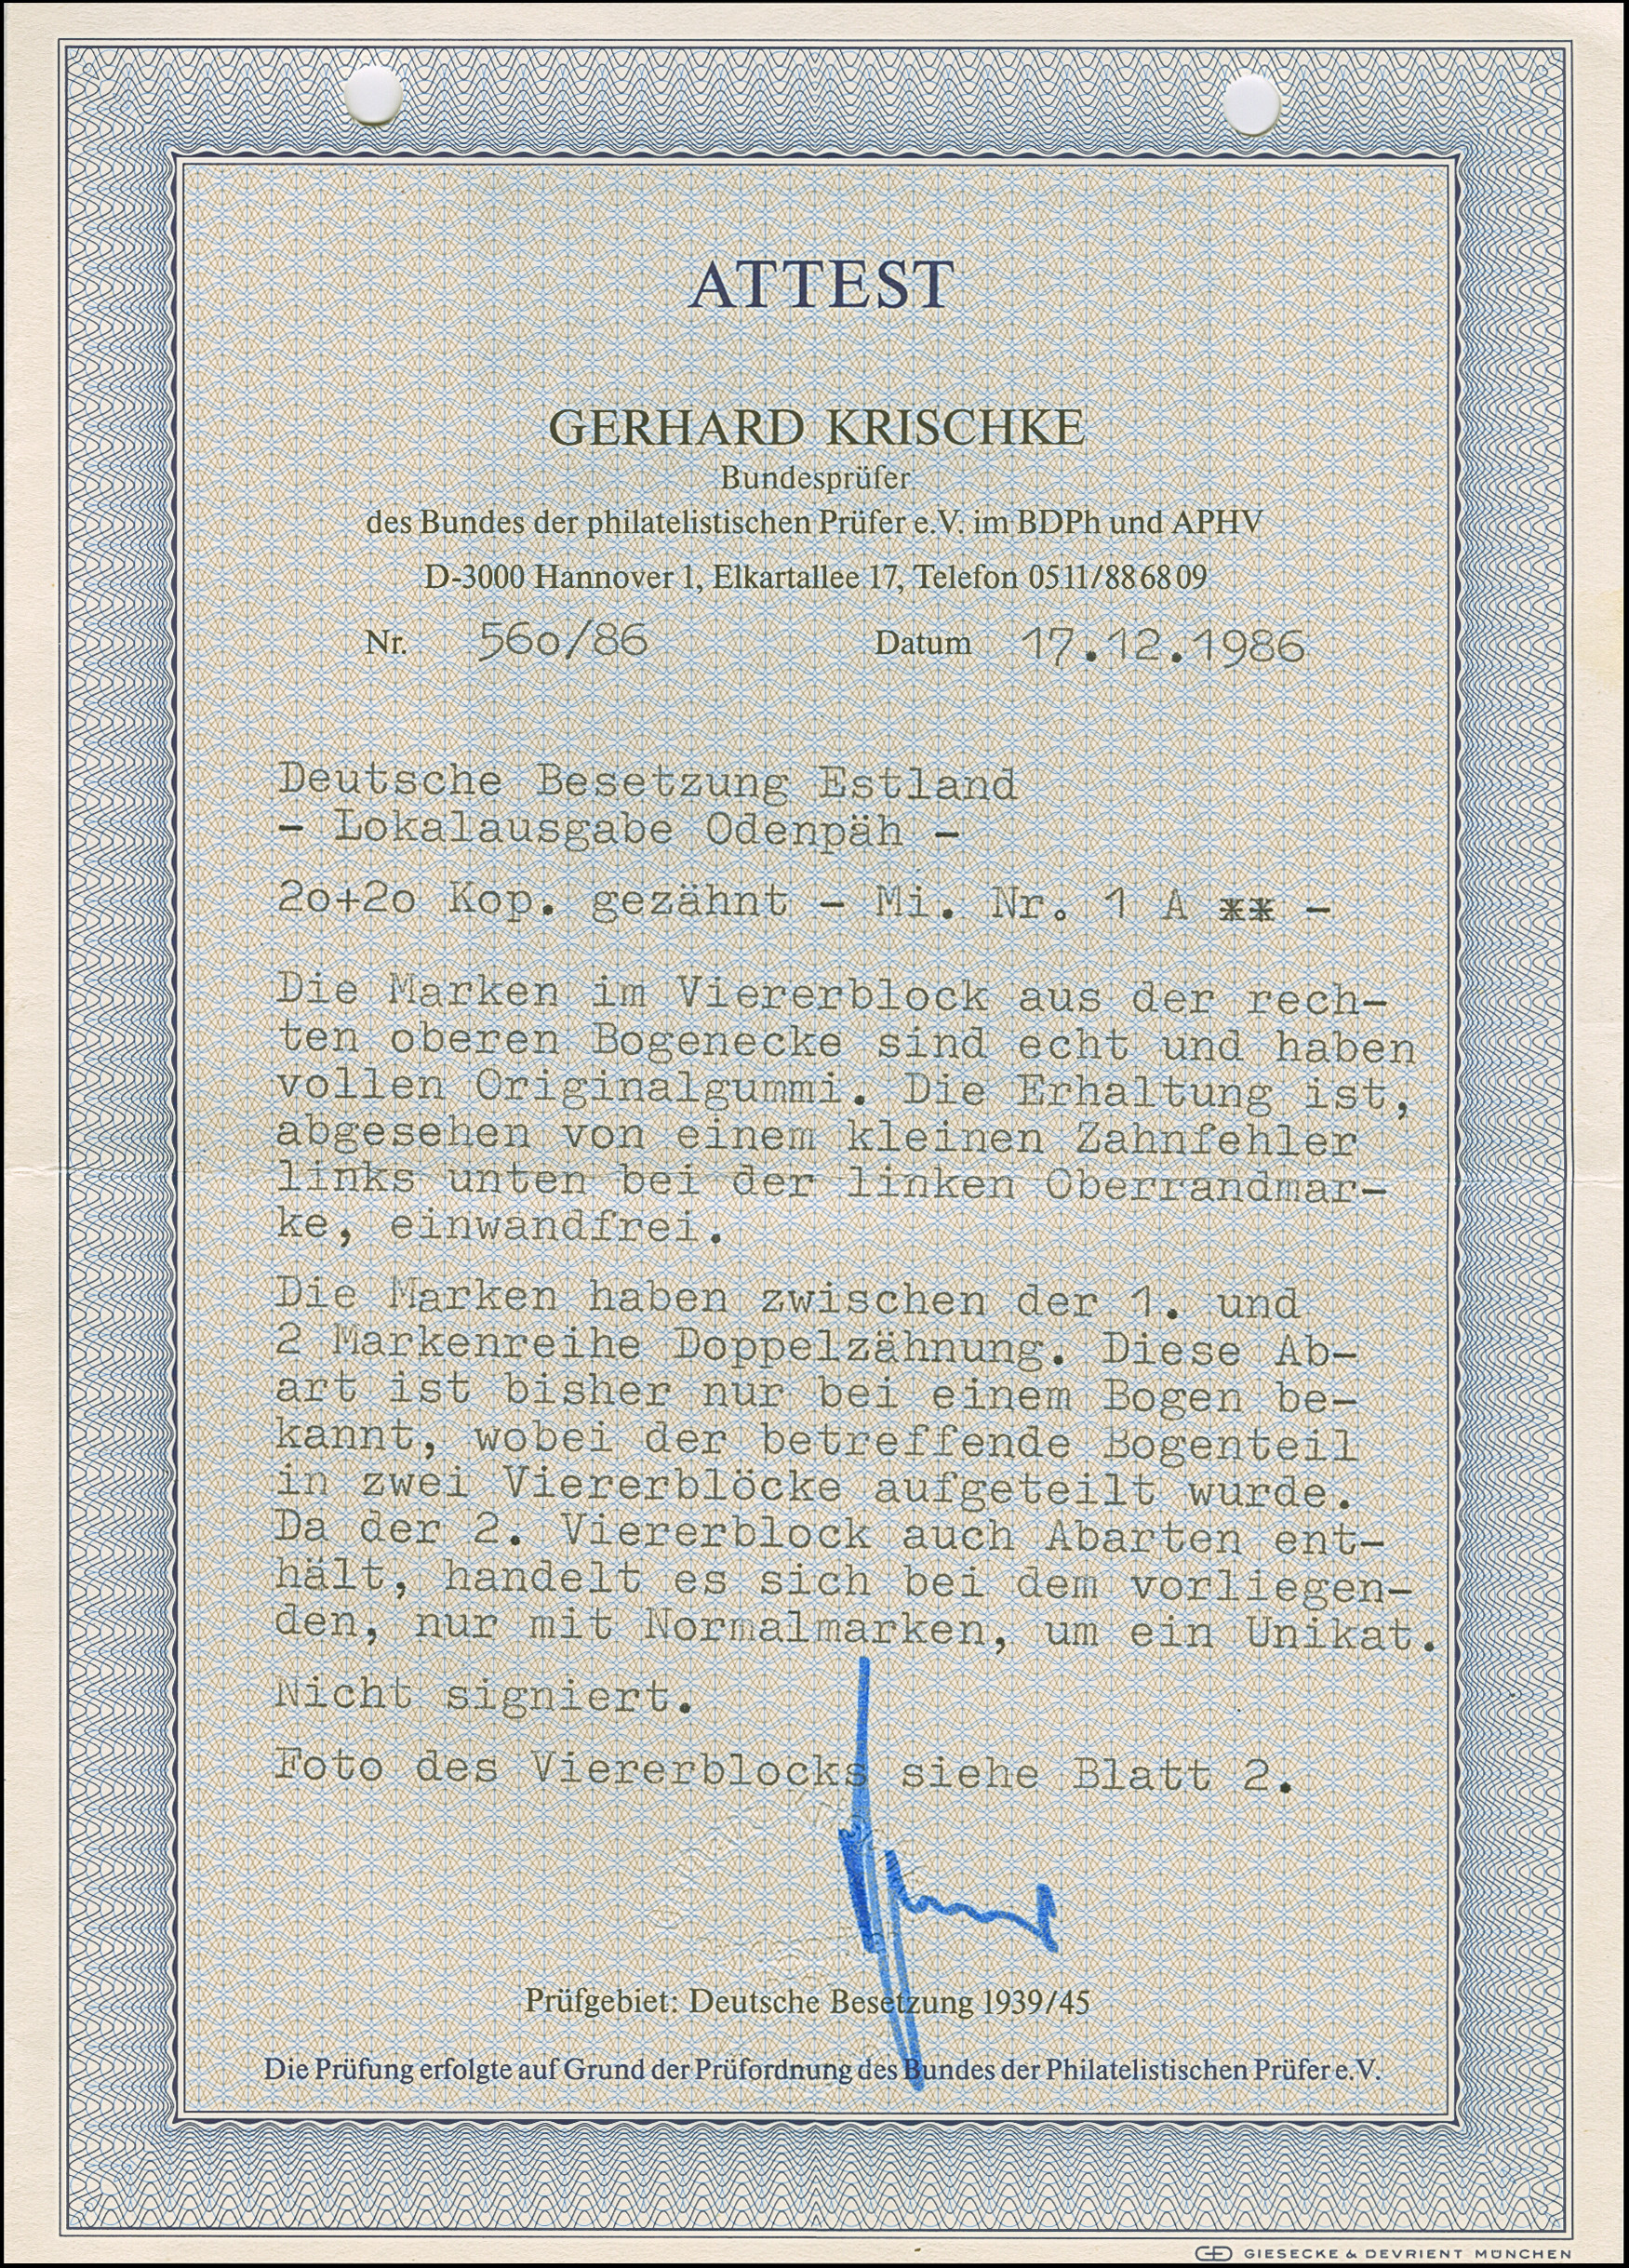 ATTEST
GERHARD KRISCHKE
Bundesprüfer
des Bundes der philatelistischen Prüfer e.V. im BDPh und APHV
D-3000 Hannover 1, Elkartallee 17, Telefon 0511/886809
Nr. 56o/86 Datum 17.12.1986
Deutsche Besetzung Estland
- Lokalausgabe Odenpäh -
2o+2o Kop. gezähnt - Mi. Nr. 1 A ** -
Die Marken im Viererblock aus der rech-
ten oberen Bogenecke sind echt und haben
vollen Originalgummi. Die Erhaltung ist,
abgesehen von einem kleinen Zahnfehler
links unten bei der linken Oberrandmar-
ke, einwandfrei.
Die Marken haben zwischen der 1. und
2 Markenreihe Doppelzähnung. Diese Ab-
art ist bisher nur bei einem Bogen be-
kannt, wobei der betreffende Bogenteil
in zwei Viererblöcke aufgeteilt wurde.
Da der 2. Viererblock auch Abarten ent-
hält, handelt es sich bei dem vorliegen-
den, nur mit Normalmarken, um ein Unikat.
Nicht signiert.
Foto des Viererblocks siehe Blatt 2.
Prüfgebiet: Deutsche Besetzung 1939/45
Die Prüfung erfolgte auf Grund der Prüfordnung des Bundes der Philatelistischen Prüfer e.V.
GD GIESECKE & DEVRIENT MÜNCHEN